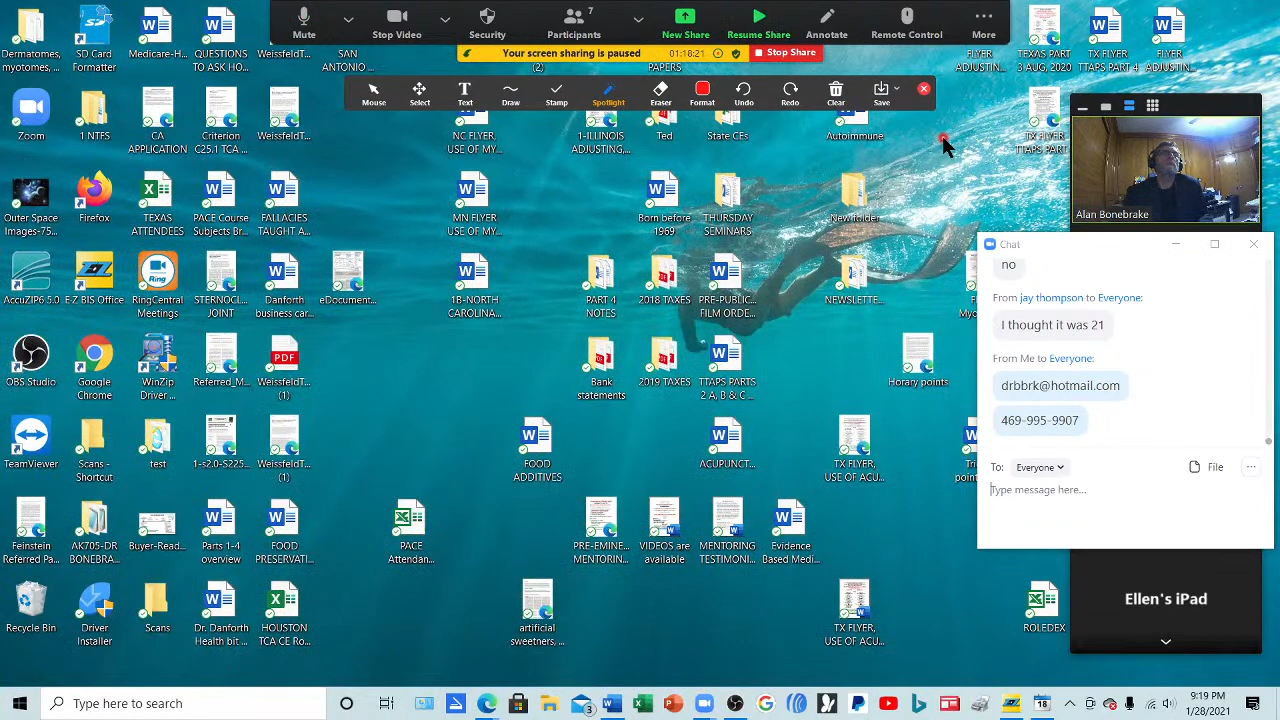 Mute
Stop Video
Security
7
Participants
New Share
Resume Share
Annotate
Remote Control
More
Your screen sharing is paused
01:18:21
Stop Share
Dermatom...
myotomes, ...
SD Card
Formatter
Medicare-H...
QUESTIONS
TO ASK HO...
SAN
ANTONIO ...
(2)
PAPERS
FLYER
ADJUSTIN...
TEXAS PART
3 AUG 2020
TX FLYER
TTAPS PART 4
FLYER
ADJUSTIN...
Mouse
Select
Text
Draw
Stamp
Spotlight
Eraser
Format
Undo
Redo
Clear
Save
Zoom
1 NTFS
CA
APPLICATION
Criterion
C25.1 TCA ...
WeissfeldT...
NC FLYER
USE OF MY...
1-ILLINOIS
ADJUSTING,...
Ted
State CEs
Autoimmune
TX FLYER
TTAPS PART
Outer Space
Images-75...
Firefox
TEXAS
ATTENDEES
PACE Course
Subjects Br...
FALLACIES
TAUGHT A...
MN FLYER
USE OF MY...
Born before
1969
THURSDAY
SEMINARS
New folder
Alan Bonebrake
AcuZone 2.0
E-Z BIS Office
RingCentral
Meetings
STERNOCL...
JOINT
Danforth
business car...
eDocument...
1B-NORTH
CAROLINA...
PART 4
NOTES
2018 TAXES
PRE-PUBLIC...
FILM ORDE...
NEWSLETTE...
Chat
no
From jay thompson to Everyone:
I thought it was 21
From Me to Everyone:
drbbrk@hotmail.com
469-995-9907
To: Everyone
File
...
Type message here...
OBS Studio
Google
Chrome
WinZip
Driver ...
Referred_M...
PDF
WeissfeldT...
(1)
Bank
statements
2019 TAXES
TTAPS PARTS
2 A, B & C ...
Horary points
TeamViewer
Scans -
Shortcut
test
1-s2.0-S225...
WeissfeldT...
(1)
FOOD
ADDITIVES
ACUPUNCT...
TX FLYER,
USE OF ACU...
Feinstein
Referred Pa...
AK705-DR
BONEBRA...
Buyer-Read...
Parts 1-4
overview
FOOD
PRESERVATI...
PACE
Attendan...
PRE-EMINE...
MENTORIN...
VIDEOS are
available
MENTORING
TESTIMONI...
Evidence
Based Medi...
Recycle Bin
Driver
Installer
Scans
Dr. Danforth
Health bit ...
HOUSTON
TCA CE Ro...
artificial
sweetners, ...
TX FLYER,
USE OF ACU...
ROLEDEX
Ellen's iPad
Type here to search
3
18
9:19 PM
1/28/2021